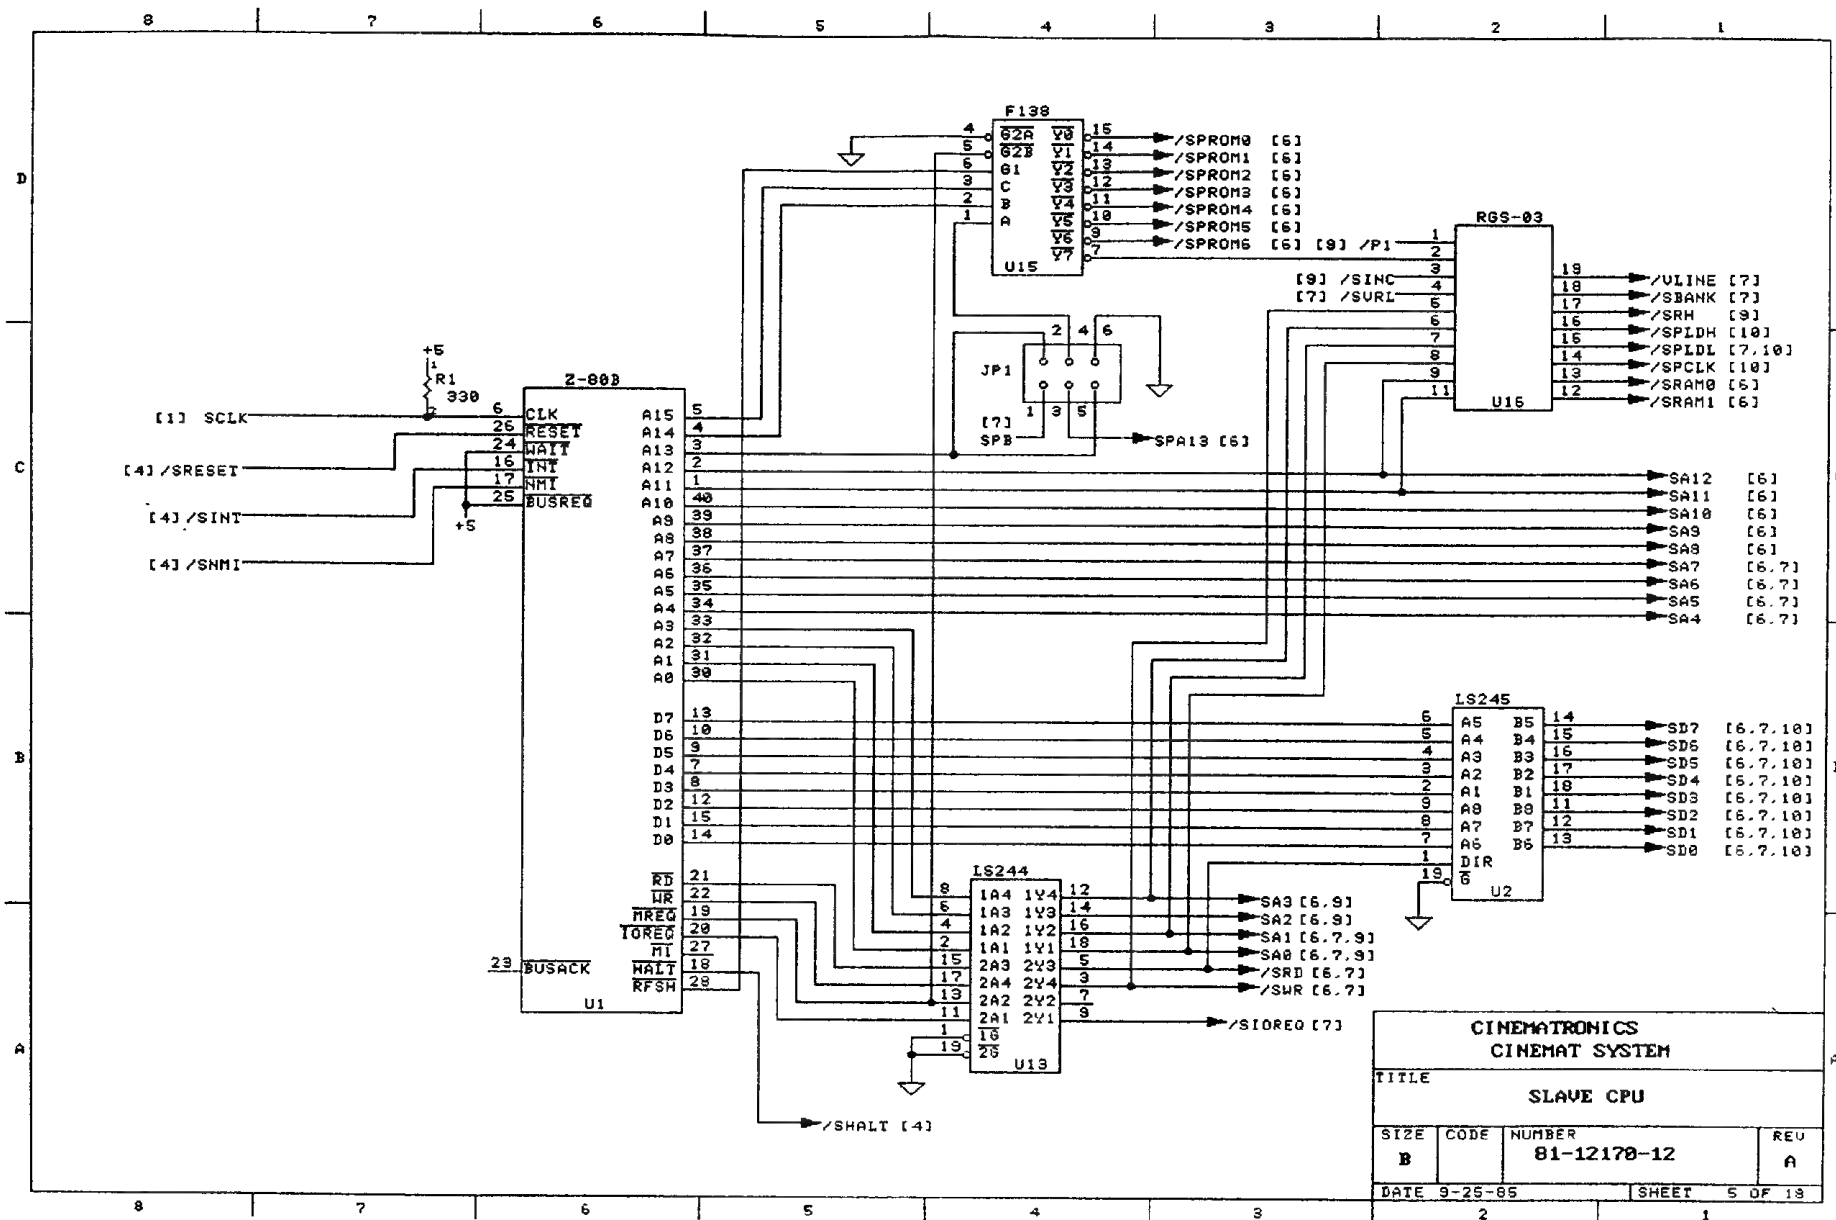 8 7 6 5 4 3 2 1
D
C
B
A
F138
4 G2A Y0 15 /SPROM0 [6]
5 G2B Y1 14 /SPROM1 [6]
6 G1 Y2 13 /SPROM2 [6]
3 C Y3 12 /SPROM3 [6]
2 B Y4 11 /SPROM4 [6]
1 A Y5 10 /SPROM5 [6]
Y6 9 /SPROM6 [6]
Y7 7
U15
RGS-03
[9] /P1 1
2
[9] /SINC 3
[7] /SVRL 4
5
6
7
8
9
11
19 /VLINE [7]
18 /SBANK [7]
17 /SRH [9]
16 /SPLDH [10]
15 /SPLDL [7,10]
14 /SPCLK [10]
13 /SRAM0 [6]
12 /SRAM1 [6]
U16
2 4 6
JP1
1 3 5
[7]
SPB
SPA13 [6]
+5
1
R1
330
2
Z-80B
[1] SCLK 6 CLK
[4] /SRESET 26 RESET
24 WAIT
[4] /SINT 16 INT
[4] /SNMI 17 NMI
25 BUSREQ
+5
23 BUSACK
U1
A15 5
A14 4
A13 3
A12 2 SA12 [6]
A11 1 SA11 [6]
A10 40 SA10 [6]
A9 39 SA9 [6]
A8 38 SA8 [6]
A7 37 SA7 [6,7]
A6 36 SA6 [6,7]
A5 35 SA5 [6,7]
A4 34 SA4 [6,7]
A3 33
A2 32
A1 31
A0 30
D7 13
D6 10
D5 9
D4 7
D3 8
D2 12
D1 15
D0 14
RD 21
WR 22
MREQ 19
IOREQ 20
M1 27
HALT 18
RFSH 28
LS245
6 A5 B5 14 SD7 [6,7,10]
5 A4 B4 15 SD6 [6,7,10]
4 A3 B3 16 SD5 [6,7,10]
3 A2 B2 17 SD4 [6,7,10]
2 A1 B1 18 SD3 [6,7,10]
9 A8 B8 11 SD2 [6,7,10]
8 A7 B7 12 SD1 [6,7,10]
7 A6 B6 13 SD0 [6,7,10]
1 DIR
19 G
U2
LS244
8 1A4 1Y4 12 SA3 [6,9]
6 1A3 1Y3 14 SA2 [6,9]
4 1A2 1Y2 16 SA1 [6,7,9]
2 1A1 1Y1 18 SA0 [6,7,9]
15 2A3 2Y3 5 /SRD [6,7]
17 2A4 2Y4 3 /SWR [6,7]
13 2A2 2Y2 7
11 2A1 2Y1 9 /SIOREQ [7]
1 1G
19 2G
U13
/SHALT [4]
CINEMATRONICS
CINEMAT SYSTEM
TITLE
SLAVE CPU
SIZE CODE NUMBER REV
B 81-12170-12 A
DATE 9-25-85 SHEET 5 OF 19
8 7 6 5 4 3 2 1